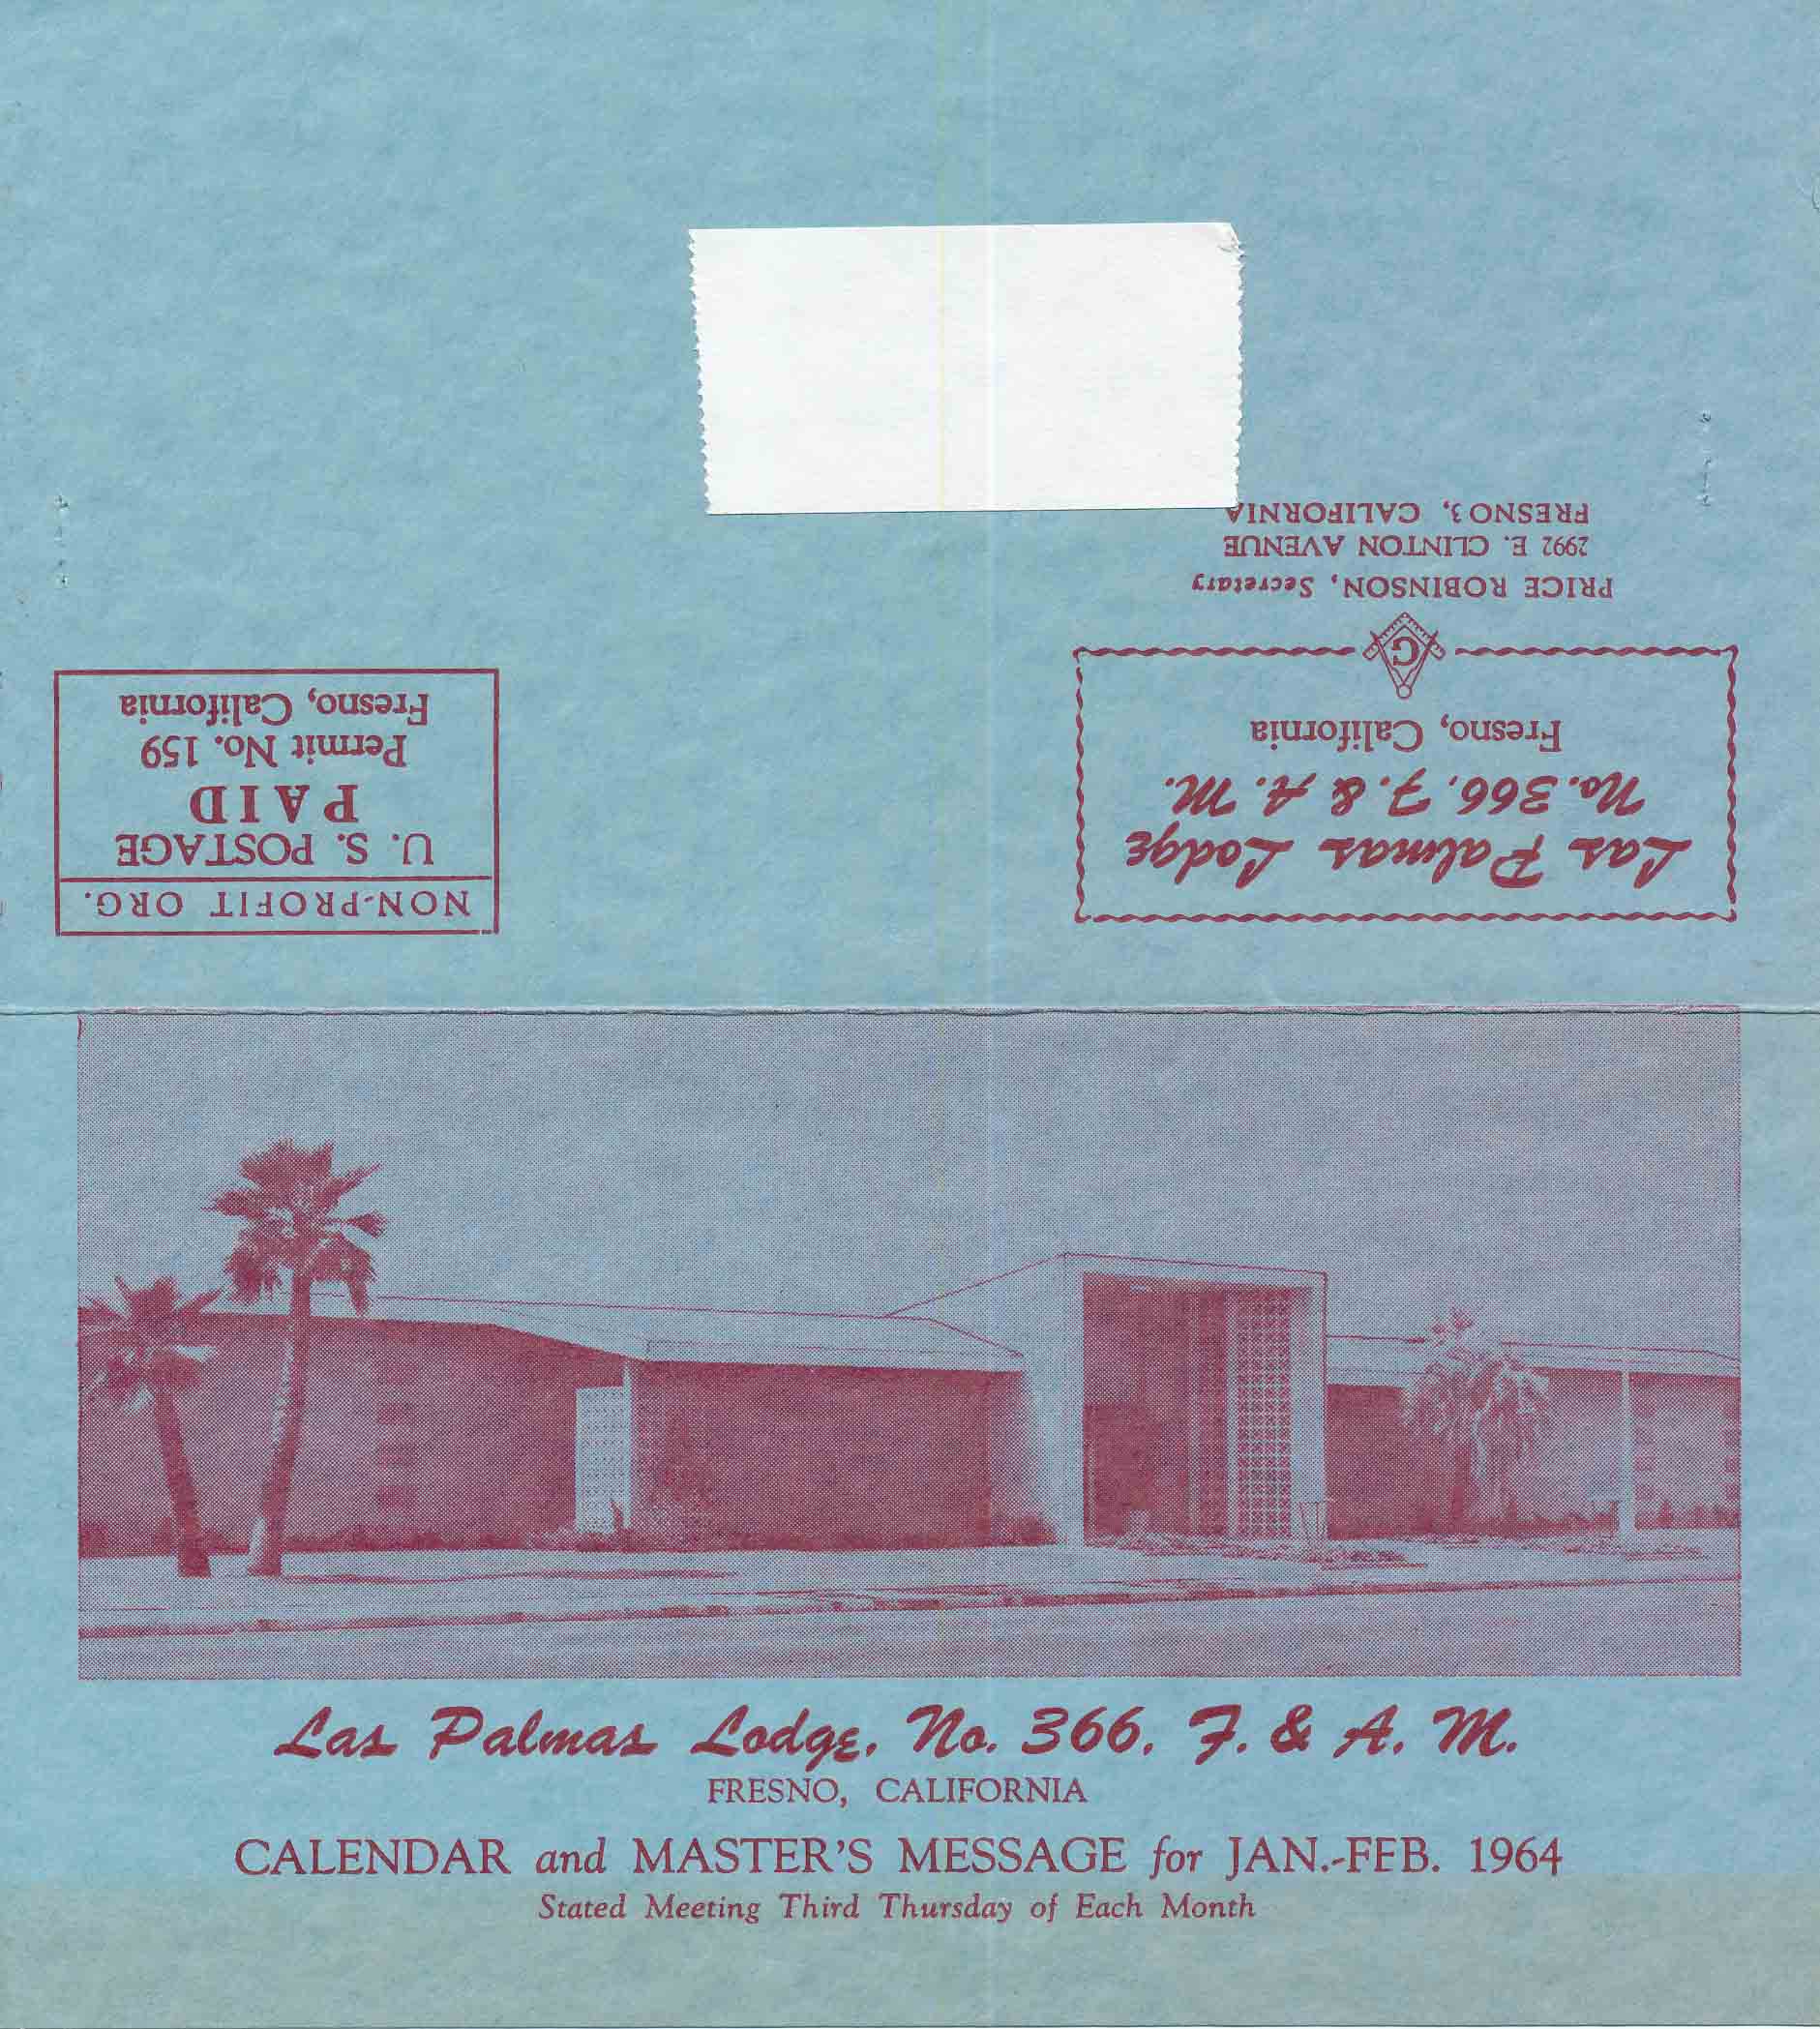 Las Palmas Lodge
No. 366, F. & A. M.
Fresno, California
G
PRICE ROBINSON, Secretary
2992 E. CLINTON AVENUE
FRESNO 3, CALIFORNIA
NON-PROFIT ORG.
U. S. POSTAGE
PAID
Permit No. 159
Fresno, California
Las Palmas Lodge, No. 366, F. & A. M.
FRESNO, CALIFORNIA
CALENDAR and MASTER'S MESSAGE for JAN.-FEB. 1964
Stated Meeting Third Thursday of Each Month